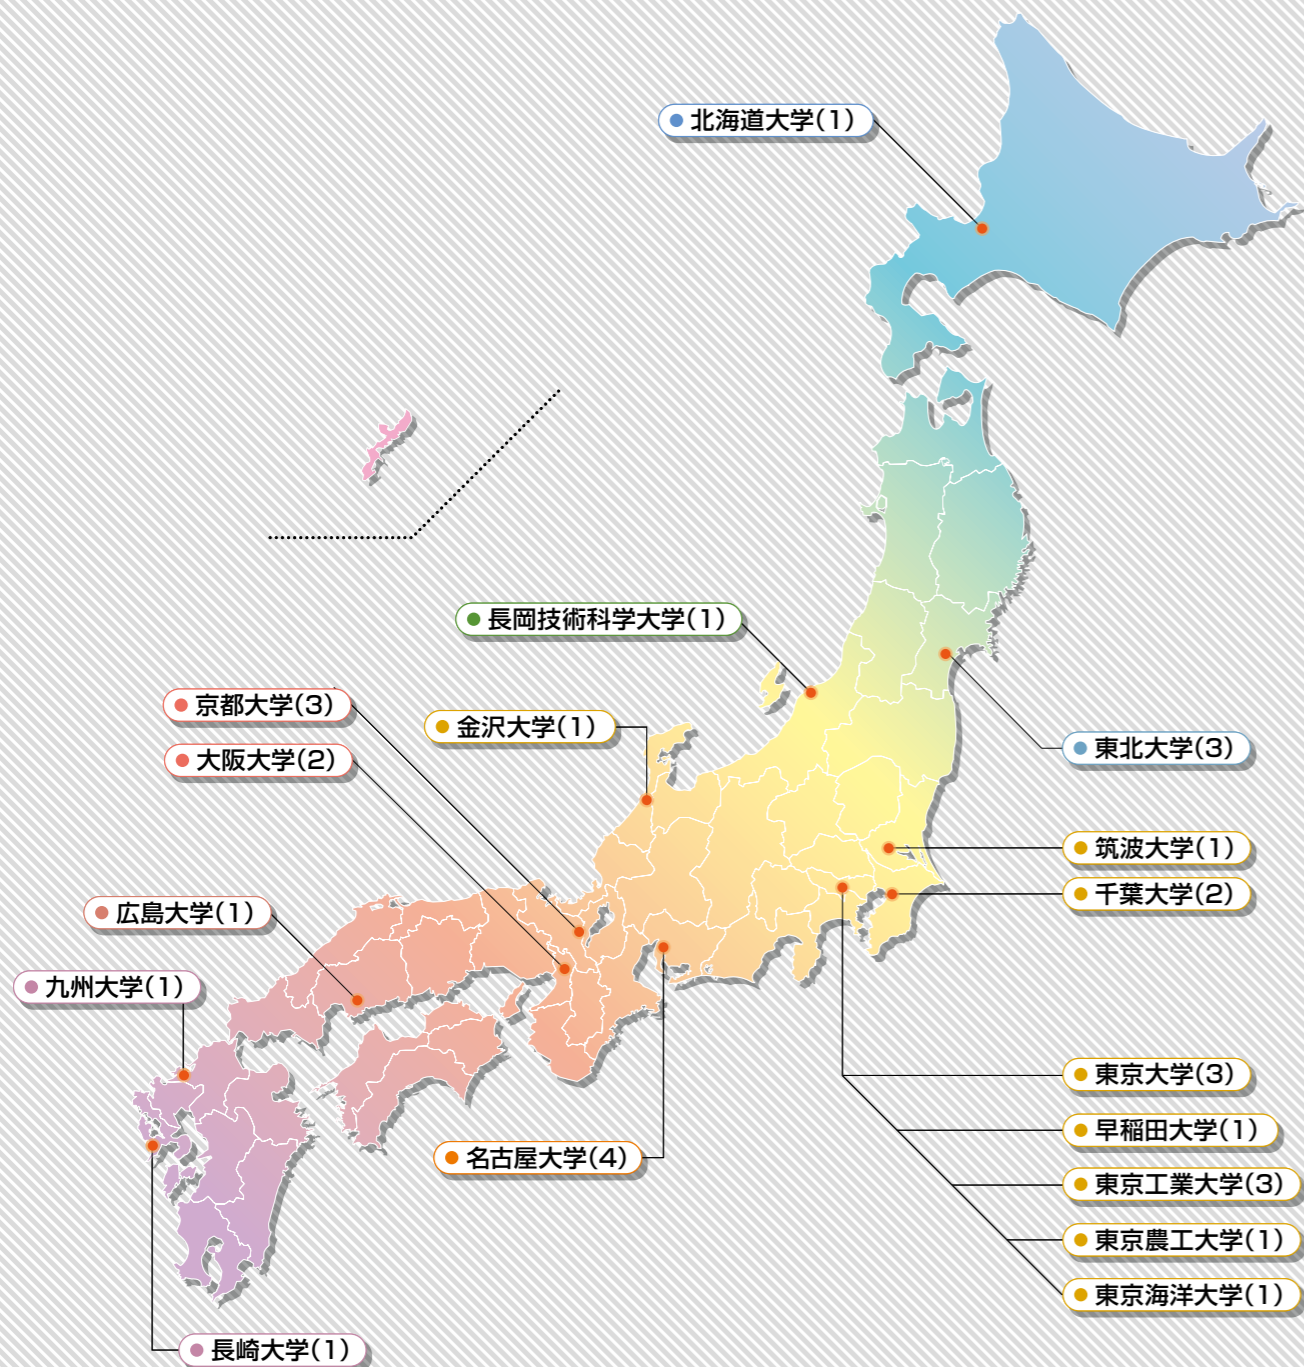 北海道大学(1)
長岡技術科学大学(1)
京都大学(3)
金沢大学(1)
大阪大学(2)
東北大学(3)
筑波大学(1)
千葉大学(2)
広島大学(1)
九州大学(1)
東京大学(3)
早稲田大学(1)
名古屋大学(4)
東京工業大学(3)
東京農工大学(1)
東京海洋大学(1)
長崎大学(1)